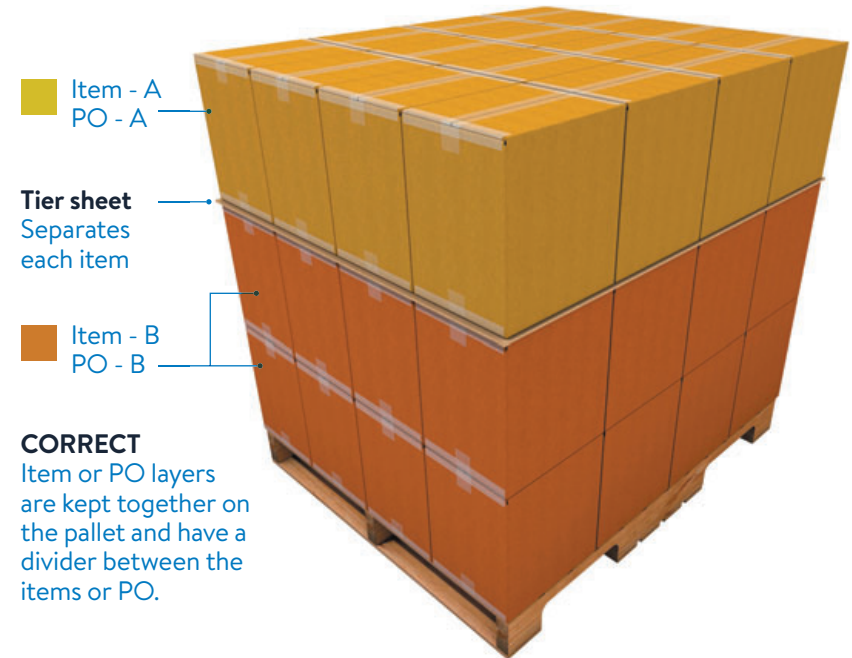 Item - A
PO - A
Tier sheet
Separates
each item
Item - B
PO - B
CORRECT
Item or PO layers
are kept together on
the pallet and have a
divider between the
items or PO.